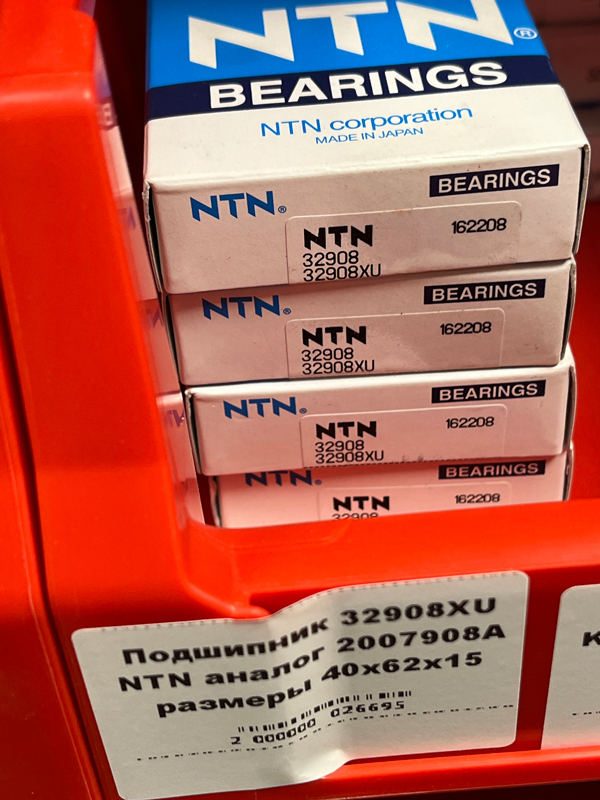 NTN®
BEARINGS
NTN corporation
MADE IN JAPAN
NTN®
BEARINGS
NTN
162208
32908
32908XU
NTN®
BEARINGS
NTN
162208
32908
32908XU
NTN®
BEARINGS
NTN
162208
32908
32908XU
NTN®
BEARINGS
NTN
162208
32908
Подшипник 32908XU
NTN аналог 2007908А
размеры 40x62x15
2 000000 026695
К